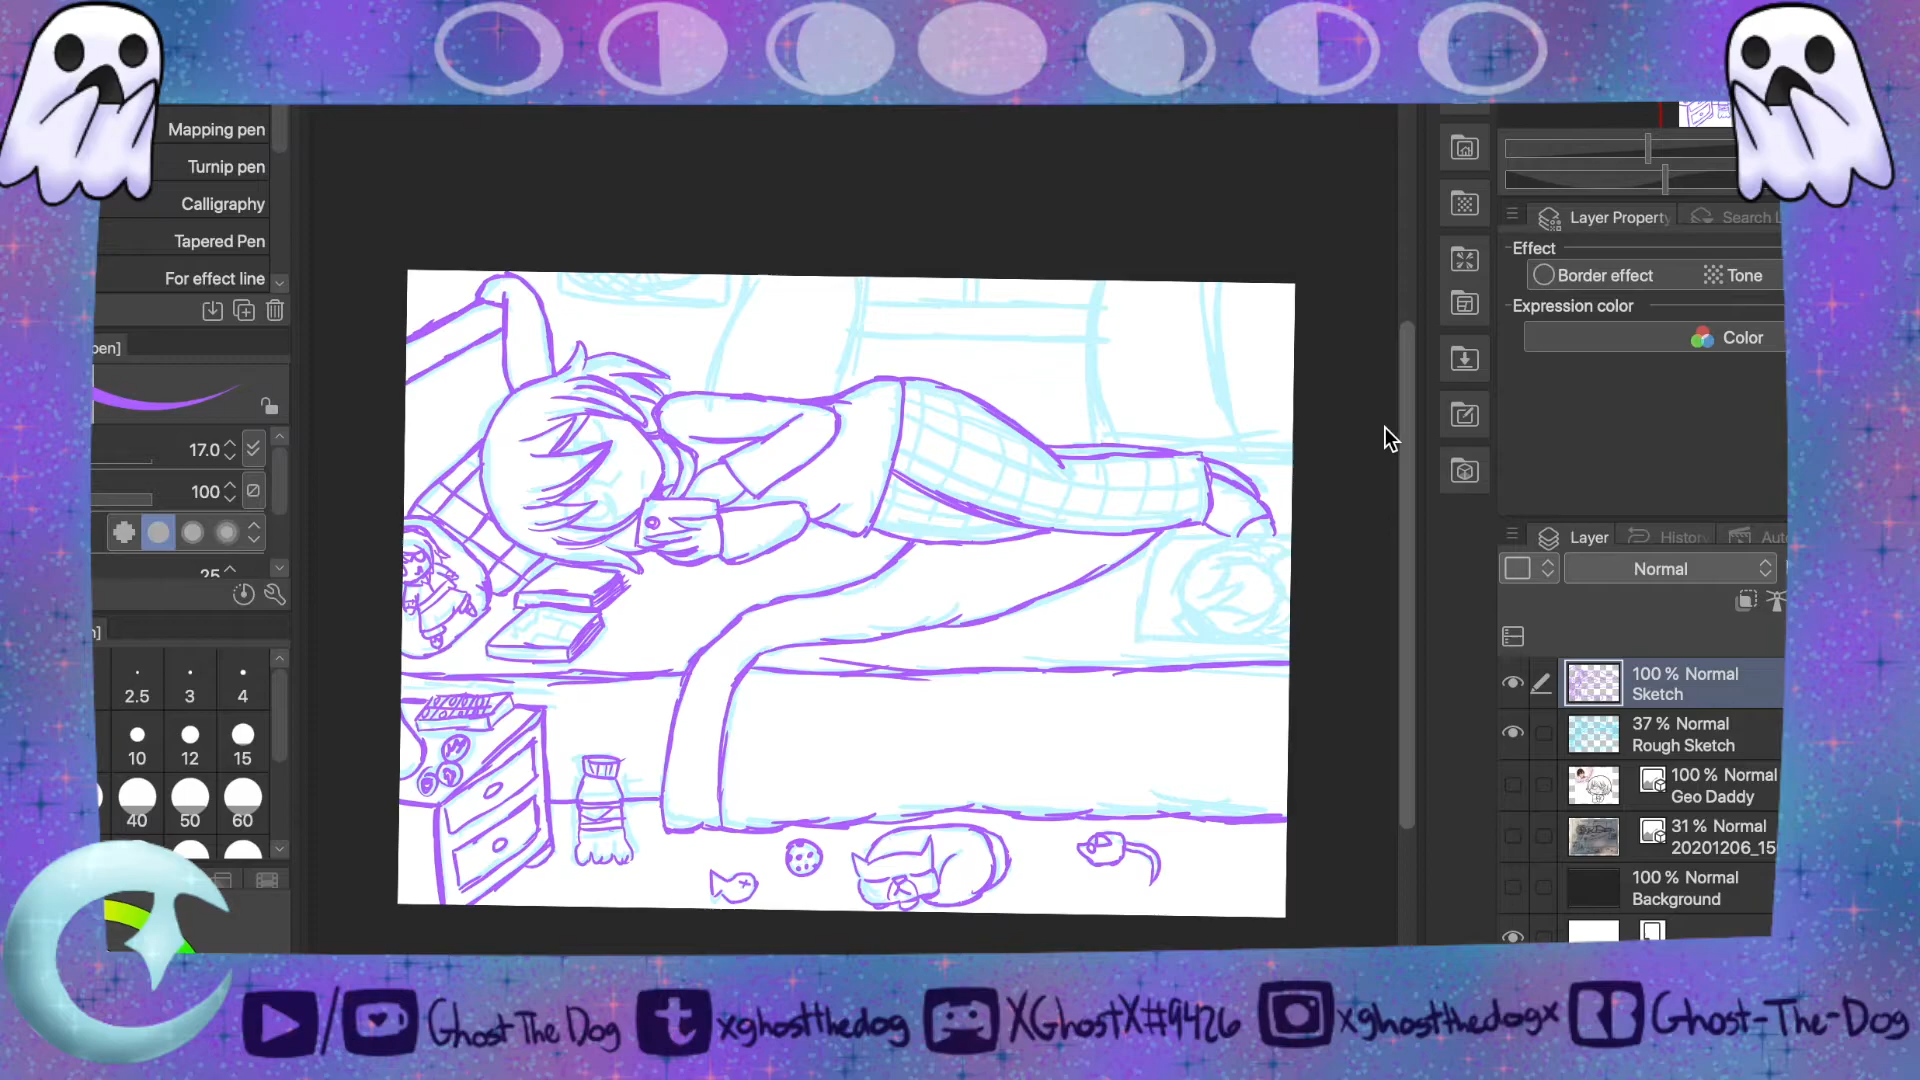 Mapping pen
Turnip pen
Calligraphy
Tapered Pen
For effect line
pen]
17.0
100
25
2.5
3
4
10
12
15
40
50
60
Layer Property
Search L
Effect
Border effect
Tone
Expression color
Color
Layer
History
Aut
Normal
100 % Normal
Sketch
37 % Normal
Rough Sketch
100 % Normal
Geo Daddy
31 % Normal
20201206_15
100 % Normal
Background
/ Ghost The Dog
t xghostthedog
XGhostX#9426
xghostthedogx
Ghost-The-Dog